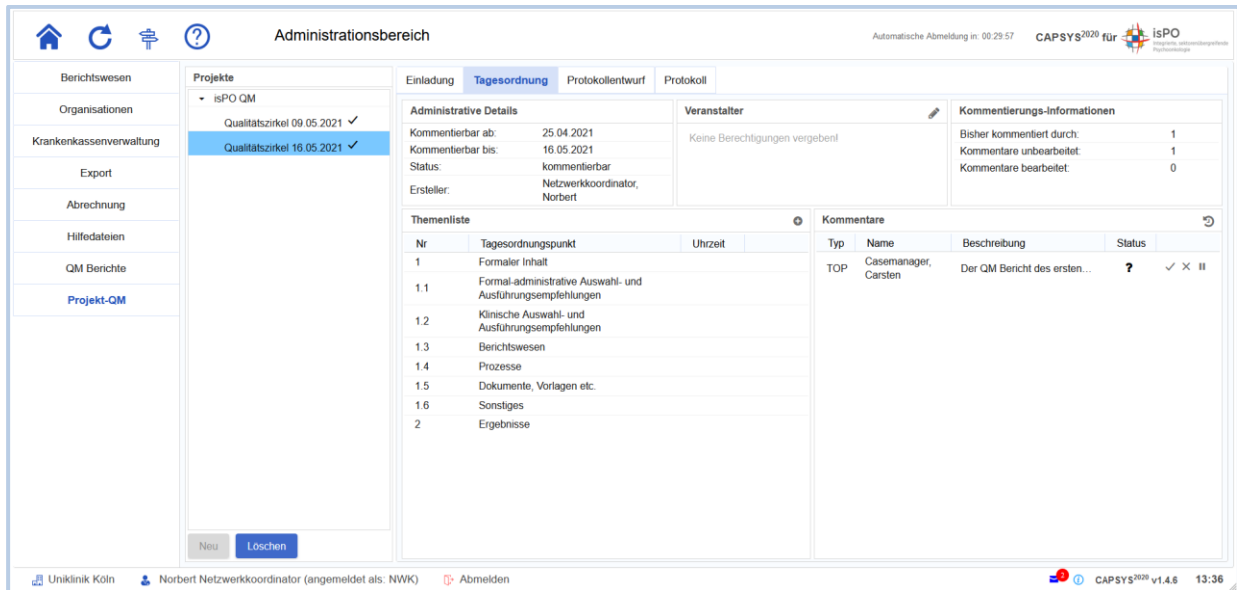 Administrationsbereich
Automatische Abmeldung in: 00:29:57
CAPSYS2020 für isPO
Integrierte, sektorenübergreifende
Psychoonkologie
Berichtswesen
Organisationen
Krankenkassenverwaltung
Export
Abrechnung
Hilfedateien
QM Berichte
Projekt-QM
Projekte
isPO QM
Qualitätszirkel 09.05.2021
Qualitätszirkel 16.05.2021
Neu Löschen
Einladung Tagesordnung Protokollentwurf Protokoll
Administrative Details
Kommentierbar ab: 25.04.2021
Kommentierbar bis: 16.05.2021
Status: kommentierbar
Ersteller: Netzwerkkoordinator,
Norbert
Veranstalter
Keine Berechtigungen vergeben!
Kommentierungs-Informationen
Bisher kommentiert durch: 1
Kommentare unbearbeitet: 1
Kommentare bearbeitet: 0
Themenliste
Nr Tagesordnungspunkt Uhrzeit
1 Formaler Inhalt
1.1 Formal-administrative Auswahl- und
Ausführungsempfehlungen
1.2 Klinische Auswahl- und
Ausführungsempfehlungen
1.3 Berichtswesen
1.4 Prozesse
1.5 Dokumente, Vorlagen etc.
1.6 Sonstiges
2 Ergebnisse
Kommentare
Typ Name Beschreibung Status
TOP Casemanager,
Carsten
Der QM Bericht des ersten... ?
Uniklinik Köln Norbert Netzwerkkoordinator (angemeldet als: NWK) Abmelden
2 CAPSYS2020 v1.4.6 13:36